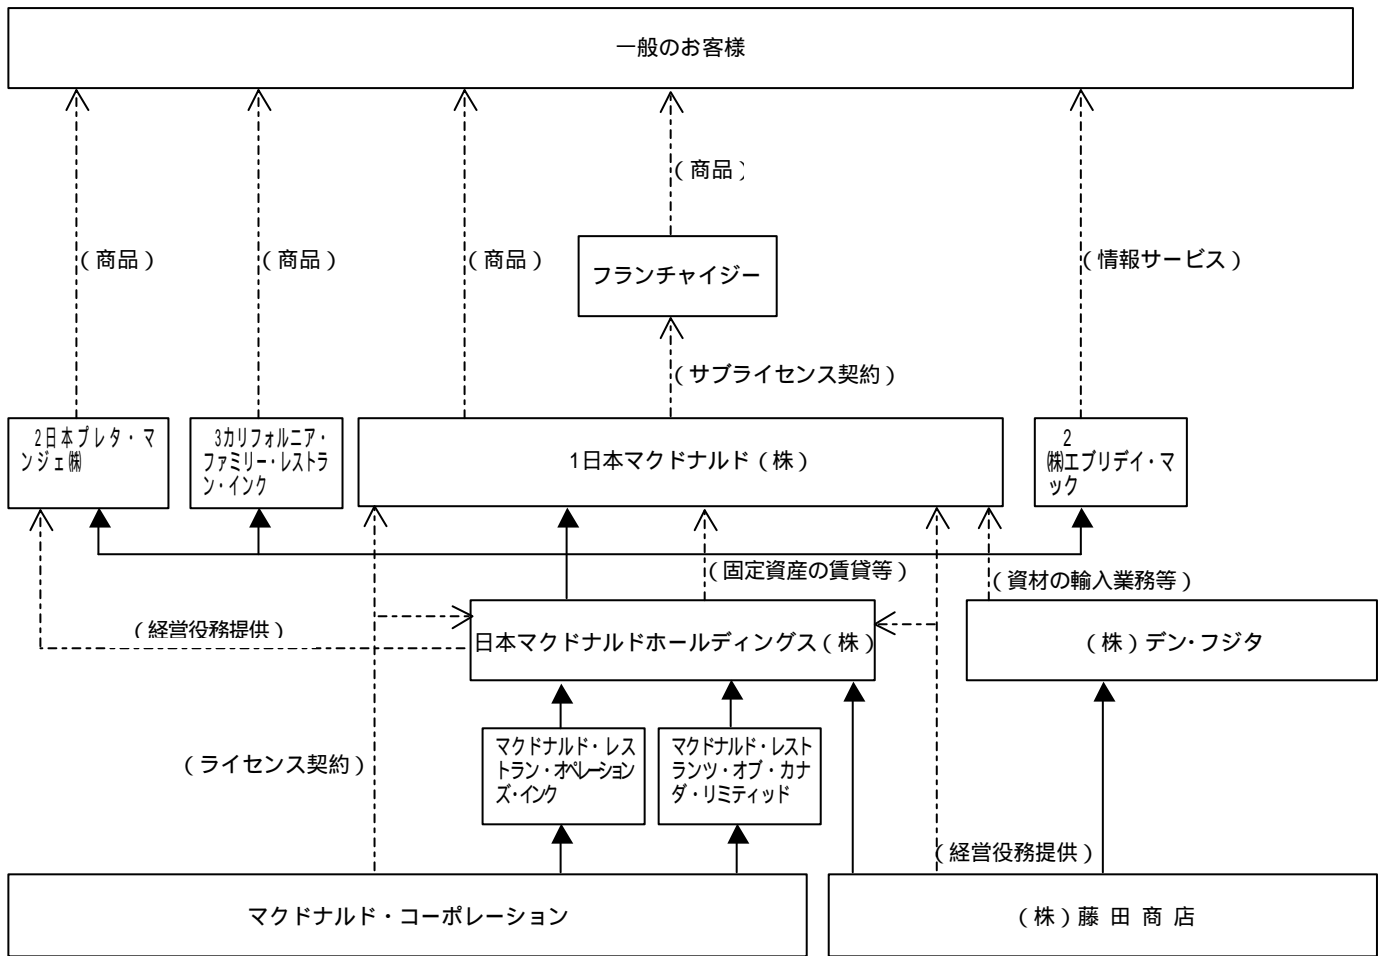 一般のお客様
(商品)
(商品)
(商品)
(商品)
(情報サービス)
フランチャイジー
(サブライセンス契約)
2日本プレタ・マ
ンジェ㈱
3カリフォルニア・
ファミリー・レストラ
ン・インク
1日本マクドナルド(株)
2
㈱エブリデイ・マ
ック
(固定資産の賃貸等)
(資材の輸入業務等)
(経営役務提供)
日本マクドナルドホールディングス(株)
(株)デン・フジタ
(ライセンス契約)
マクドナルド・レス
トラン・オペレーション
ズ・インク
マクドナルド・レスト
ランツ・オブ・カナ
ダ・リミティッド
(経営役務提供)
マクドナルド・コーポレーション
(株)藤 田 商 店